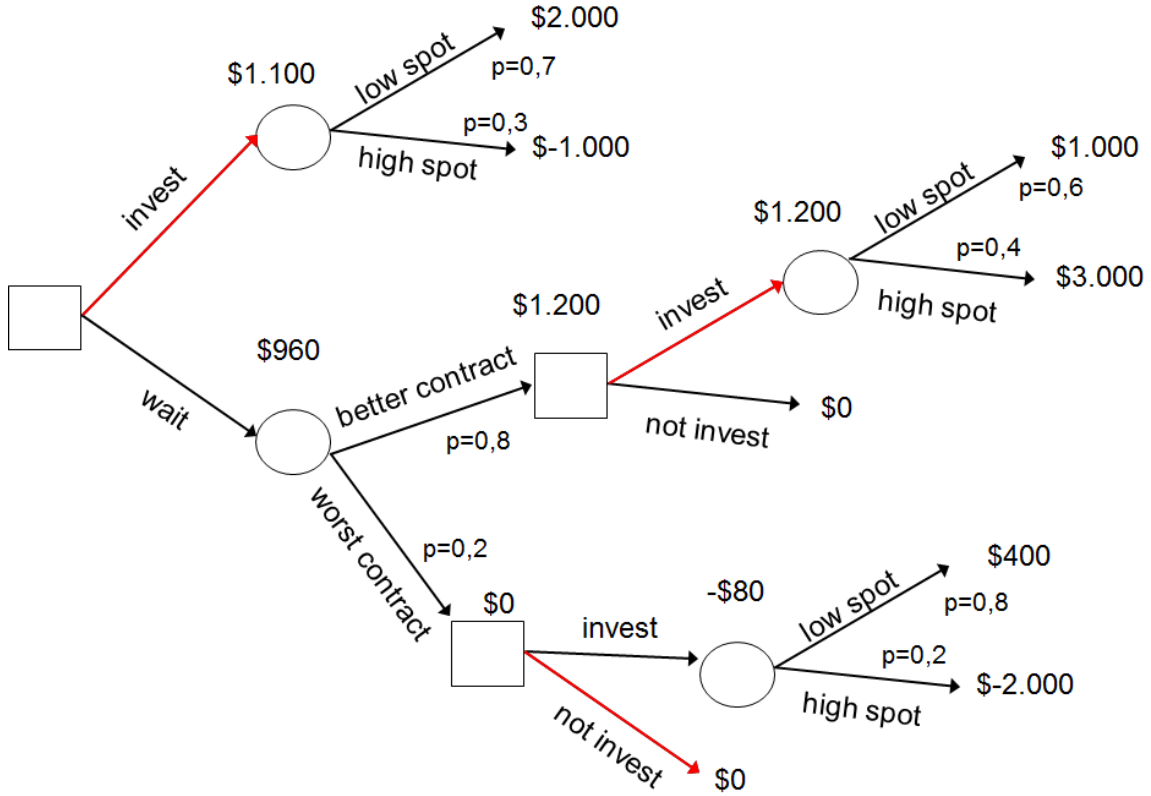 $2.000
low spot
p=0,7
$1.100
p=0,3
$-1.000
high spot
invest
$1.000
low spot
p=0,6
$1.200
p=0,4
$3.000
high spot
invest
$1.200
$960
better contract
wait
p=0,8
not invest
$0
worst contract
p=0,2
$0
invest
-$80
$400
low spot
p=0,8
p=0,2
$-2.000
high spot
not invest
$0